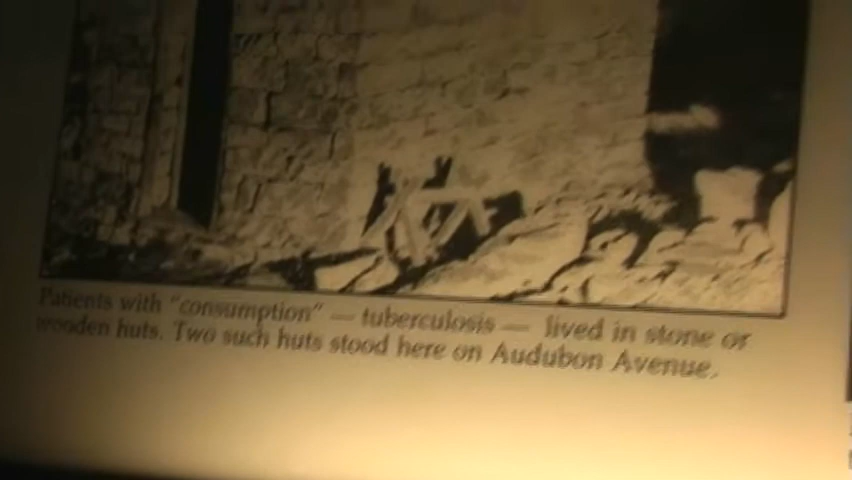 Patients with "consumption" — tuberculosis — lived in stone or
wooden huts. Two such huts stood here on Audubon Avenue.